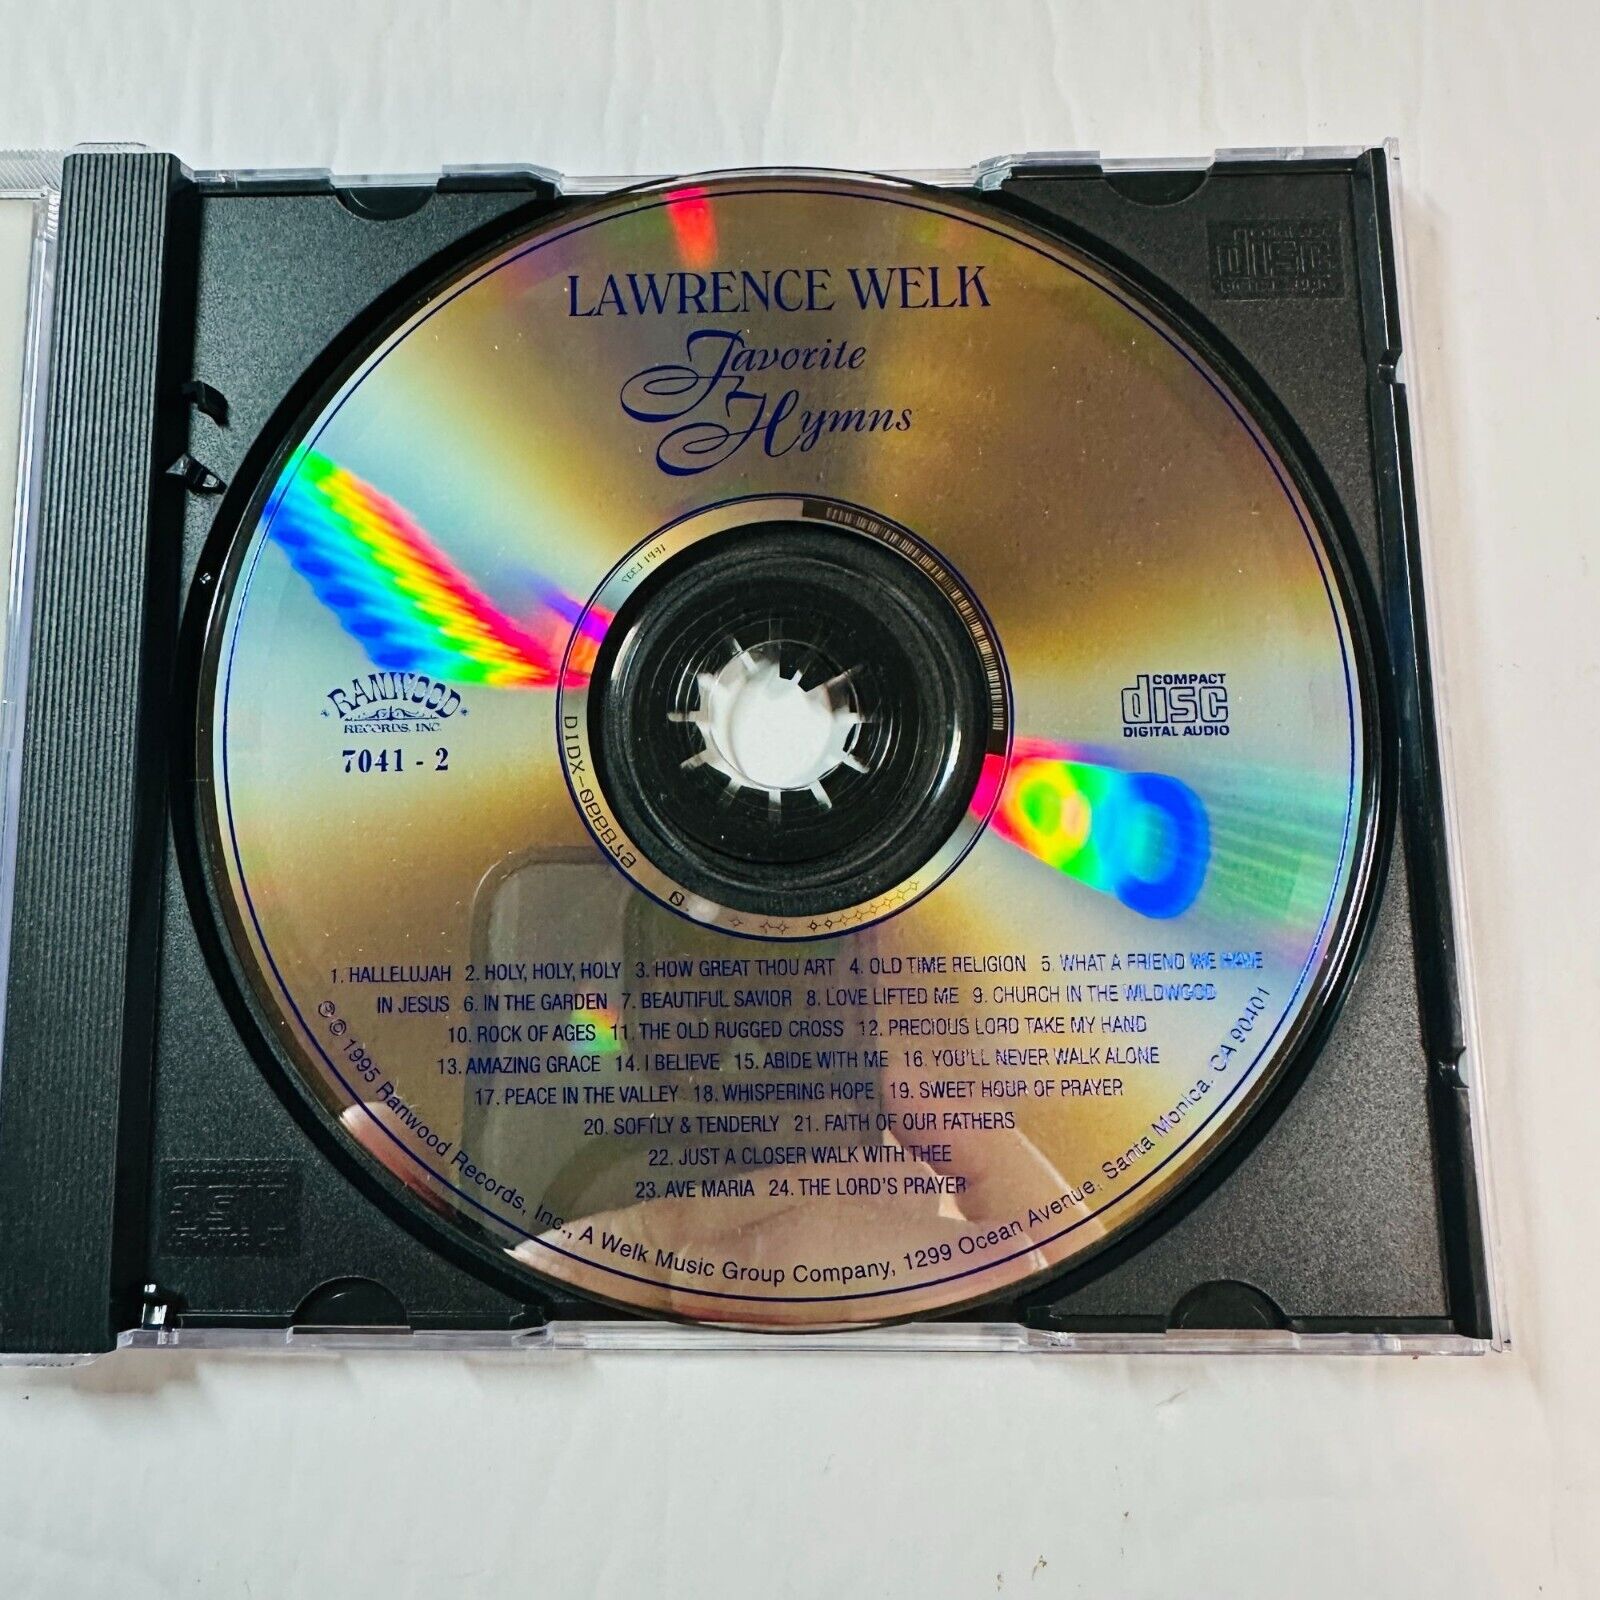 LAWRENCE WELK
Favorite
Hymns
RANWOOD
RECORDS, INC.
7041 - 2
COMPACT
disc
DIGITAL AUDIO
disc
IFPI L337
1. HALLELUJAH 2. HOLY, HOLY, HOLY 3. HOW GREAT THOU ART 4. OLD TIME RELIGION 5. WHAT A FRIEND WE HAVE
IN JESUS 6. IN THE GARDEN 7. BEAUTIFUL SAVIOR 8. LOVE LIFTED ME 9. CHURCH IN THE WILDWOOD
10. ROCK OF AGES 11. THE OLD RUGGED CROSS 12. PRECIOUS LORD TAKE MY HAND
13. AMAZING GRACE 14. I BELIEVE 15. ABIDE WITH ME 16. YOU'LL NEVER WALK ALONE
17. PEACE IN THE VALLEY 18. WHISPERING HOPE 19. SWEET HOUR OF PRAYER
20. SOFTLY & TENDERLY 21. FAITH OF OUR FATHERS
22. JUST A CLOSER WALK WITH THEE
23. AVE MARIA 24. THE LORD'S PRAYER
℗© 1995 Ranwood Records, Inc., A Welk Music Group Company, 1299 Ocean Avenue, Santa Monica, CA 90401